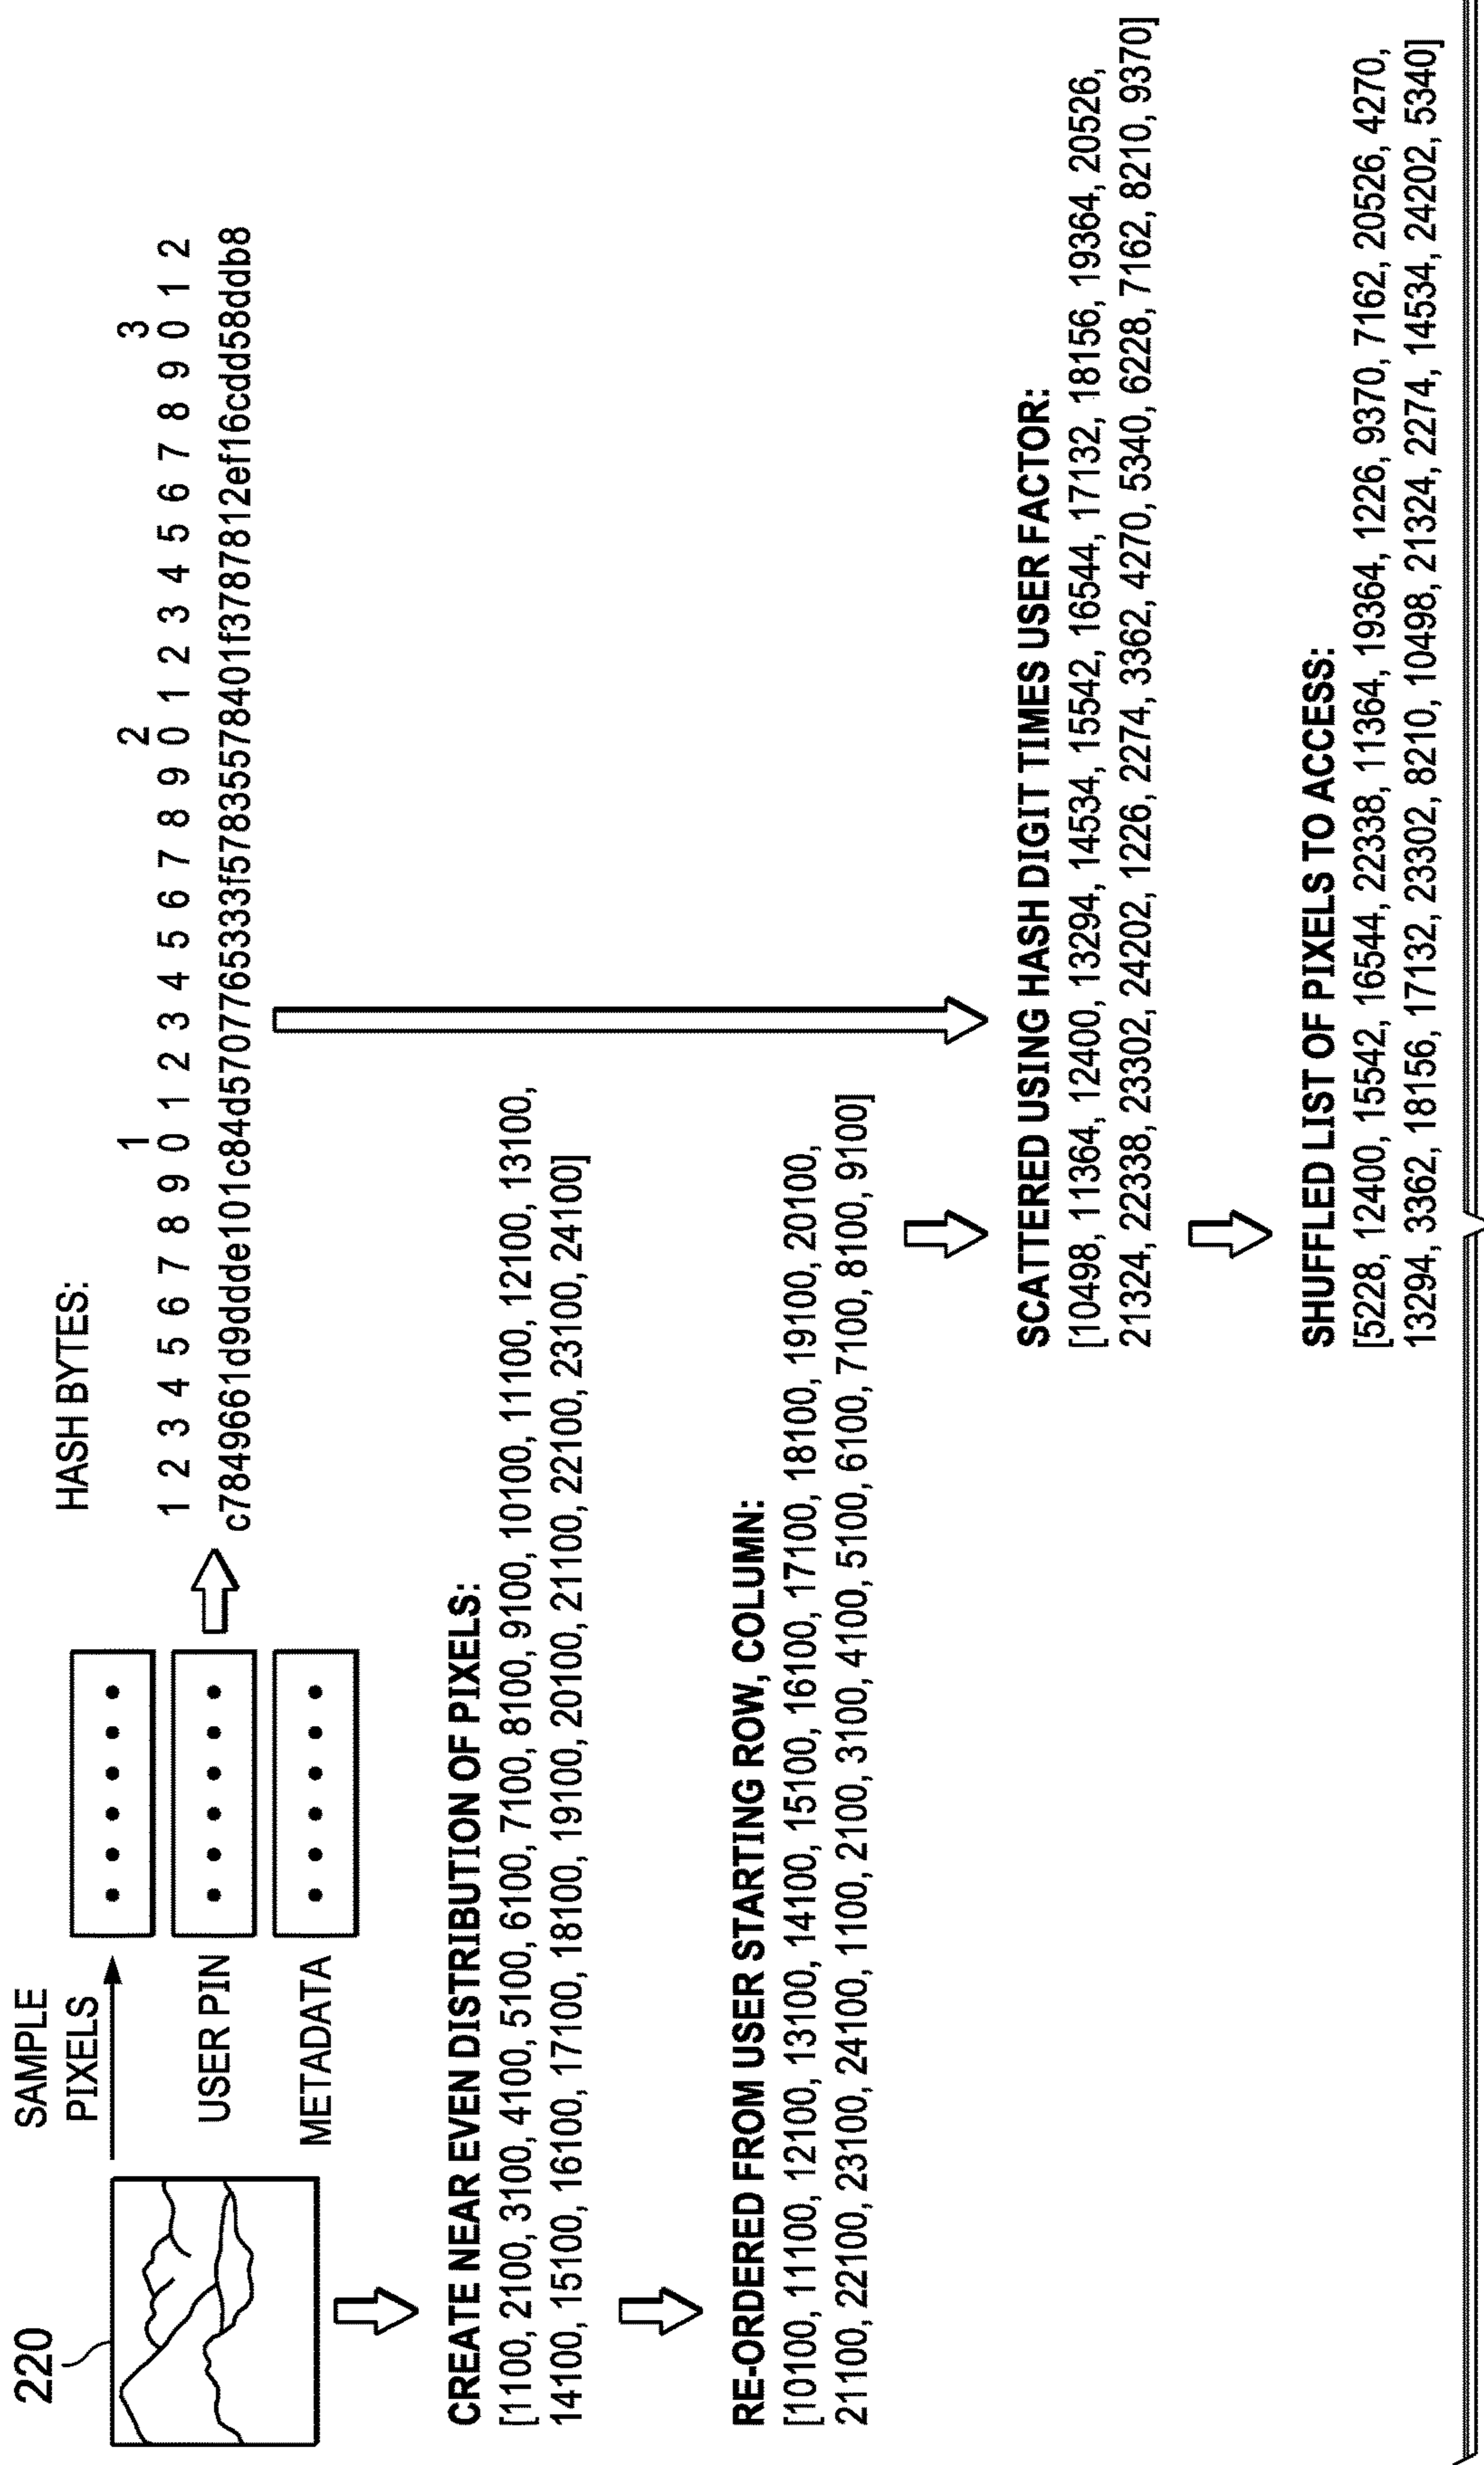 220
SAMPLE
PIXELS
USER PIN
METADATA
HASH BYTES:
1 2 3
1 2 3 4 5 6 7 8 9 0 1 2 3 4 5 6 7 8 9 0 1 2 3 4 5 6 7 8 9 0 1 2
c7849661d9ddde101c84d5707765333f57835578401f3787812ef16cdd58ddb8
CREATE NEAR EVEN DISTRIBUTION OF PIXELS:
[1100, 2100, 3100, 4100, 5100, 6100, 7100, 8100, 9100, 10100, 11100, 12100, 13100,
14100, 15100, 16100, 17100, 18100, 19100, 20100, 21100, 22100, 23100, 24100]
RE-ORDERED FROM USER STARTING ROW, COLUMN:
[10100, 11100, 12100, 13100, 14100, 15100, 16100, 17100, 18100, 19100, 20100,
21100, 22100, 23100, 24100, 1100, 2100, 3100, 4100, 5100, 6100, 7100, 8100, 9100]
SCATTERED USING HASH DIGIT TIMES USER FACTOR:
[10498, 11364, 12400, 13294, 14534, 15542, 16544, 17132, 18156, 19364, 20526,
21324, 22338, 23302, 24202, 1226, 2274, 3362, 4270, 5340, 6228, 7162, 8210, 9370]
SHUFFLED LIST OF PIXELS TO ACCESS:
[5228, 12400, 15542, 16544, 22338, 11364, 19364, 1226, 9370, 7162, 20526, 4270,
13294, 3362, 18156, 17132, 23302, 8210, 10498, 21324, 2274, 14534, 24202, 5340]